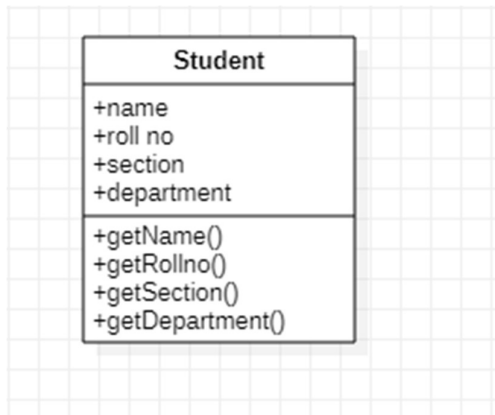 Student
+name
+roll no
+section
+department
+getName()
+getRollno()
+getSection()
+getDepartment()